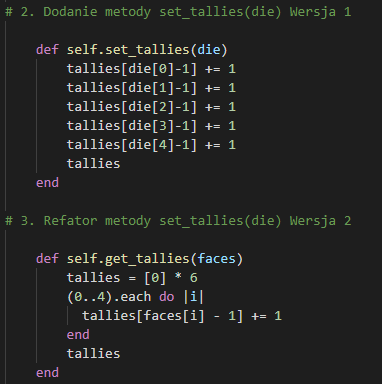 # 2. Dodanie metody set_tallies(die) Wersja 1
def self.set_tallies(die)
tallies[die[0]-1] += 1
tallies[die[1]-1] += 1
tallies[die[2]-1] += 1
tallies[die[3]-1] += 1
tallies[die[4]-1] += 1
tallies
end
# 3. Refator metody set_tallies(die) Wersja 2
def self.get_tallies(faces)
tallies = [0] * 6
(0..4).each do |i|
tallies[faces[i] - 1] += 1
end
tallies
end